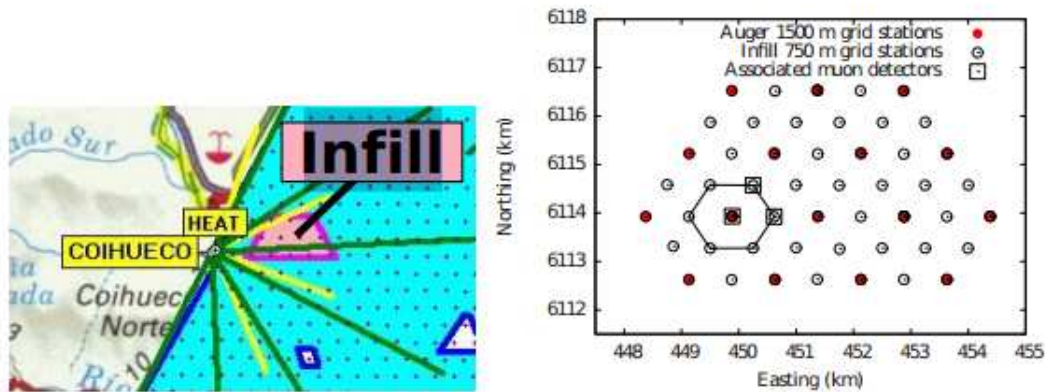 ado Sur
Infill
HEAT
COIHUECO
Coihuec
Norte
ada
9
10
Río
6118
6117
6116
6115
6114
6113
6112
Northing (km)
Auger 1500 m grid stations
Infill 750 m grid stations
Associated muon detectors
448 449 450 451 452 453 454 455
Easting (km)